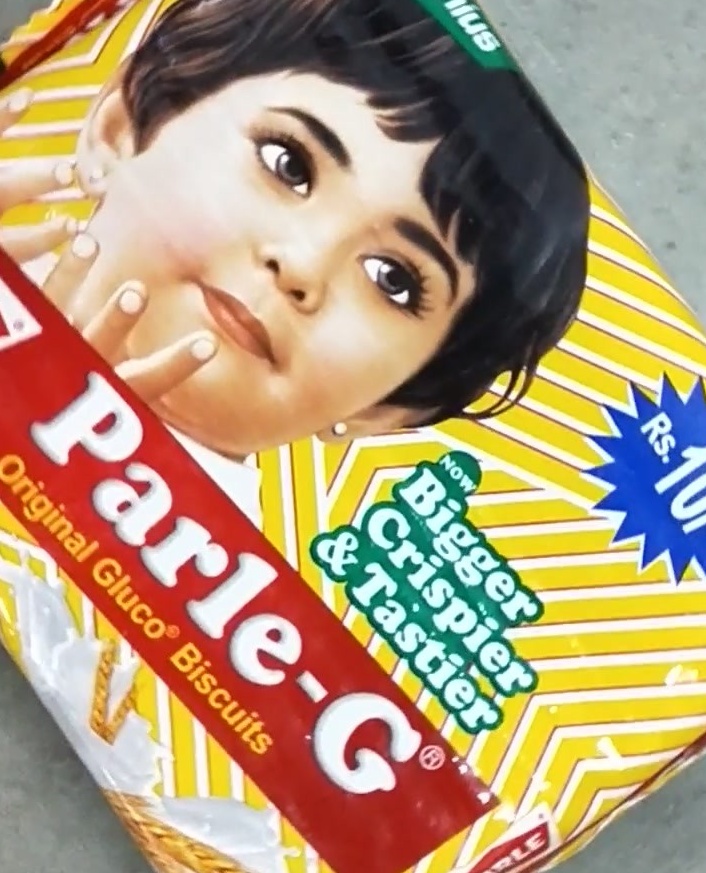 Parle-G®
Original Gluco® Biscuits
NOW
Bigger
Crispier
& Tastier
Rs. 10/